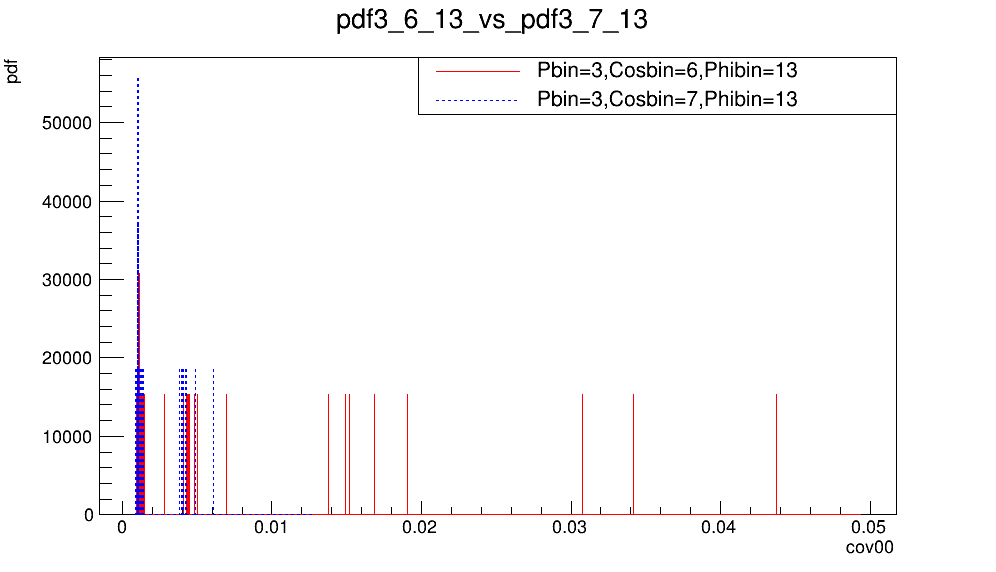 pdf3_6_13_vs_pdf3_7_13
pdf
Pbin=3,Cosbin=6,Phibin=13
Pbin=3,Cosbin=7,Phibin=13
50000
40000
30000
20000
10000
0
0 0.01 0.02 0.03 0.04 0.05
cov00